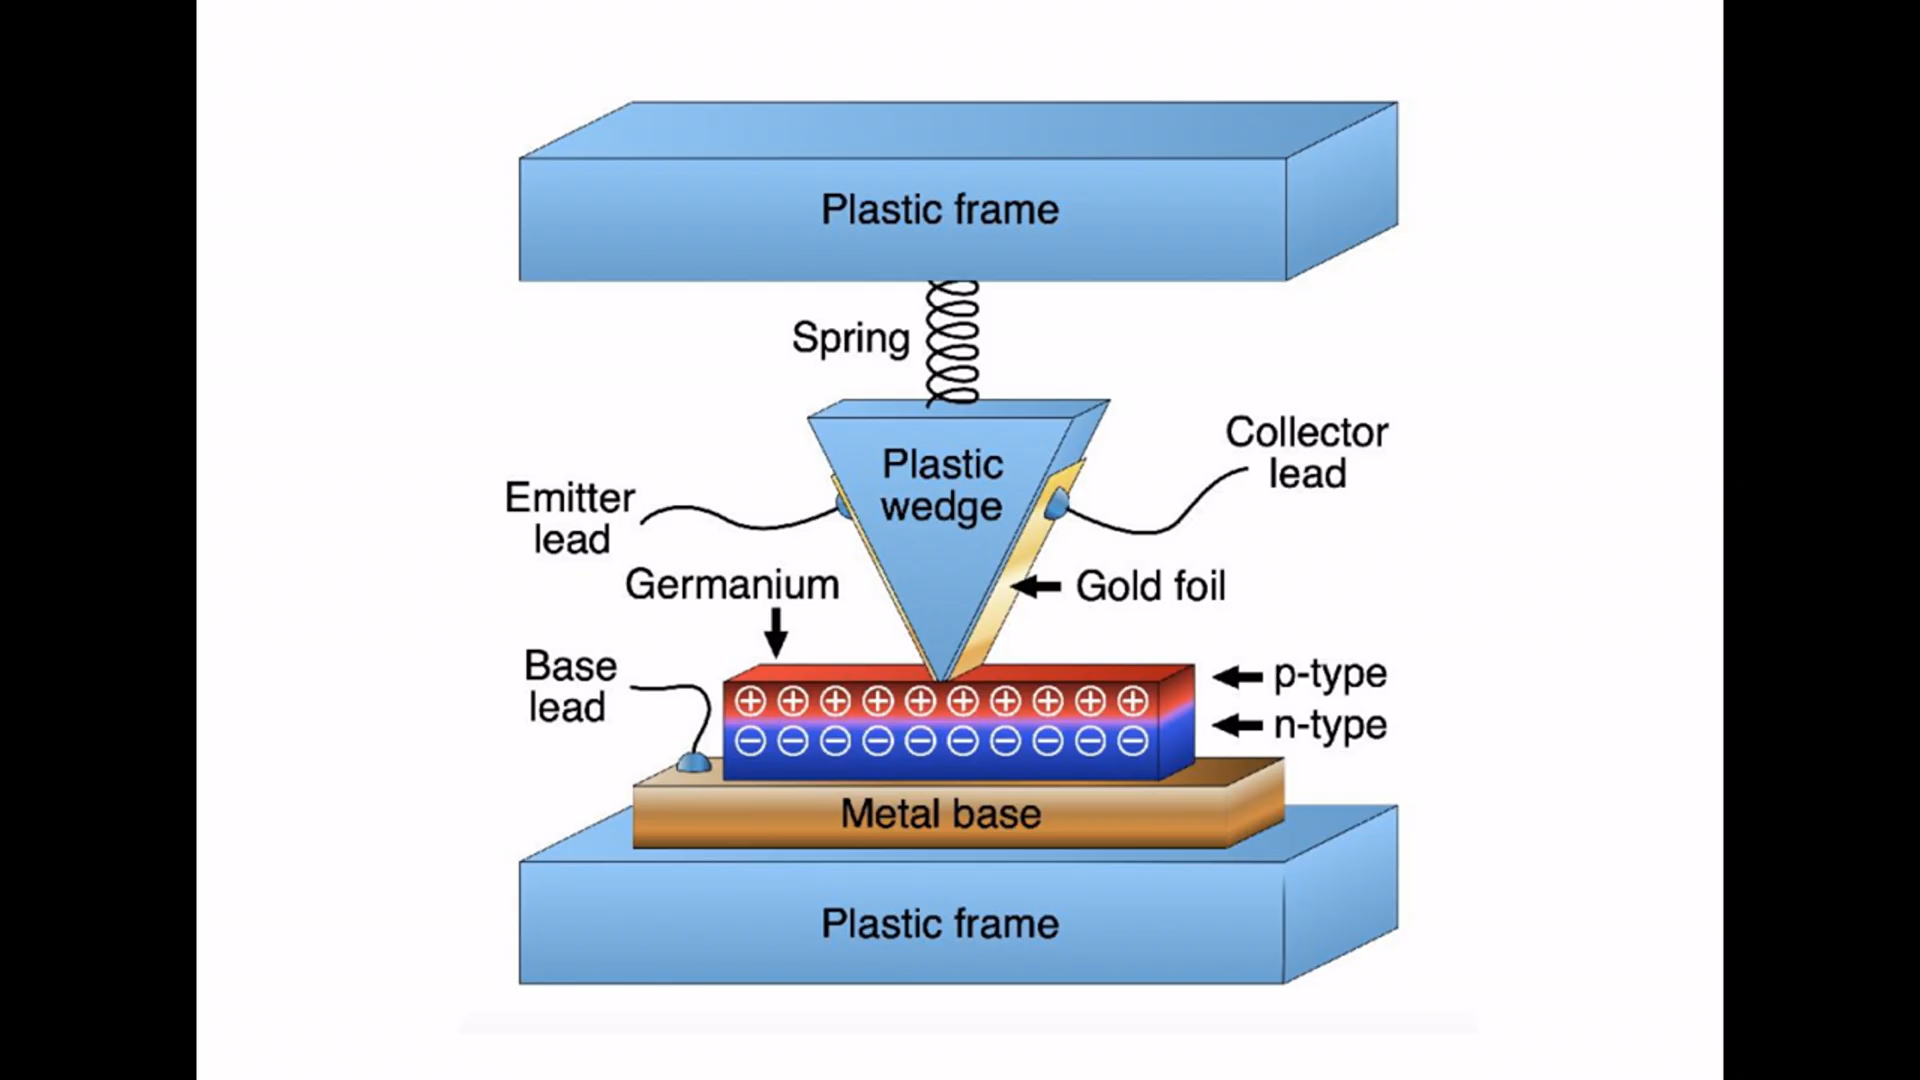 Plastic frame
Spring
Plastic
wedge
Collector
lead
Emitter
lead
Germanium
Gold foil
Base
lead
p-type
n-type
Metal base
Plastic frame